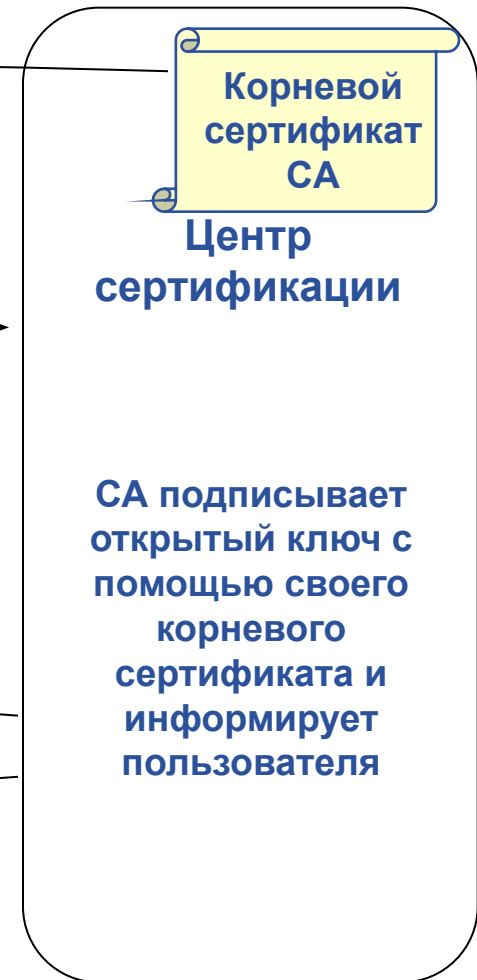 Корневой
сертификат
CA
Центр
сертификации
CA подписывает
открытый ключ с
помощью своего
корневого
сертификата и
информирует
пользователя